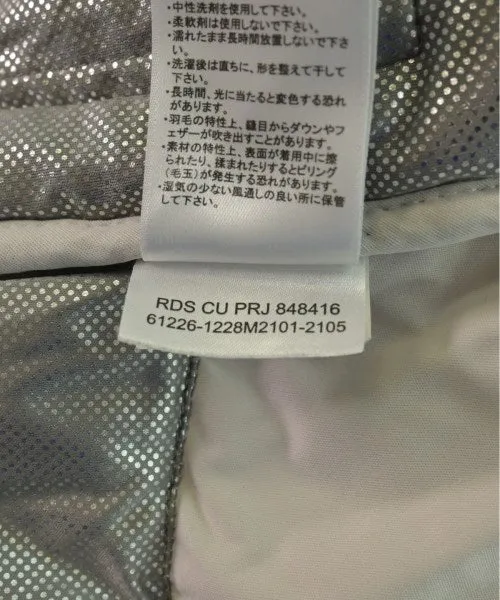 ・中性洗剤を使用して下さい。
・柔軟剤は使用しないで下さい。
・濡れたまま長時間放置しないで下さ
い。
・洗濯後は直ちに、形を整えて干して
下さい。
・長時間、光に当たると変色する恐れ
があります。
・羽毛の特性上、縫目からダウンやフ
ェザーが吹き出すことがあります。
・素材の特性上、表面が着用中に擦
られたり、揉まれたりするとピリング
(毛玉)が発生する恐れがあります。
・湿気の少ない風通しの良い所に保管
して下さい。
RDS CU PRJ 848416
61226-1228M2101-2105